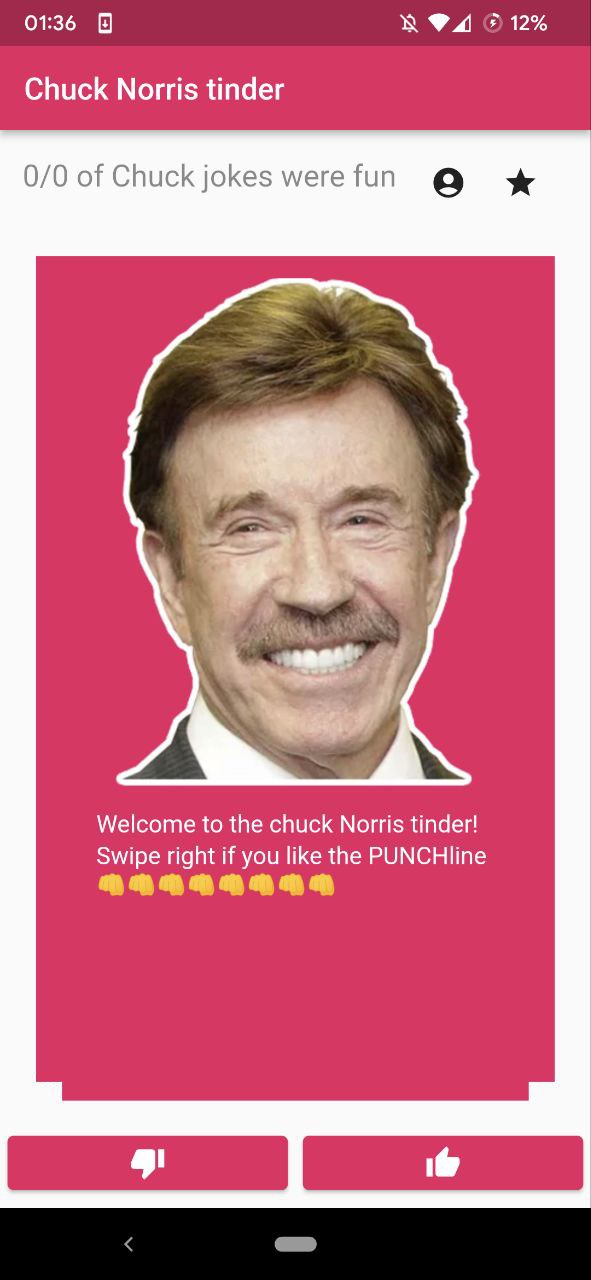 01:36 12%
Chuck Norris tinder
0/0 of Chuck jokes were fun
Welcome to the chuck Norris tinder!
Swipe right if you like the PUNCHline
👊👊👊👊👊👊👊👊